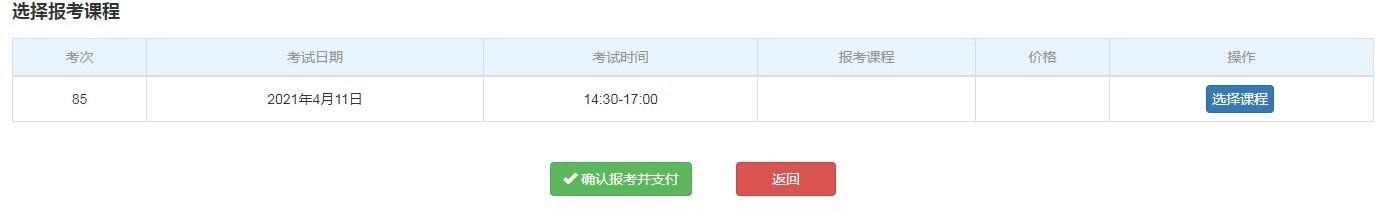 选择报考课程
考次 考试日期 考试时间 报考课程 价格 操作
85 2021年4月11日 14:30-17:00 选择课程
确认报考并支付 返回